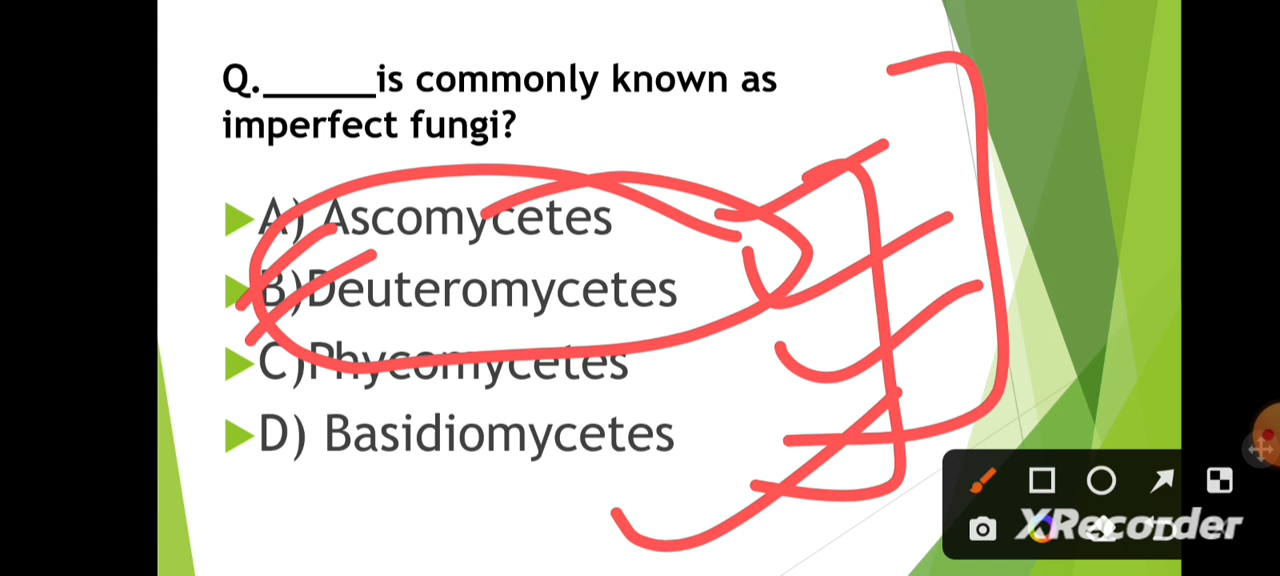 Q.______is commonly known as
imperfect fungi?
A) Ascomycetes
B)Deuteromycetes
C)Phycomycetes
D) Basidiomycetes
XRecorder